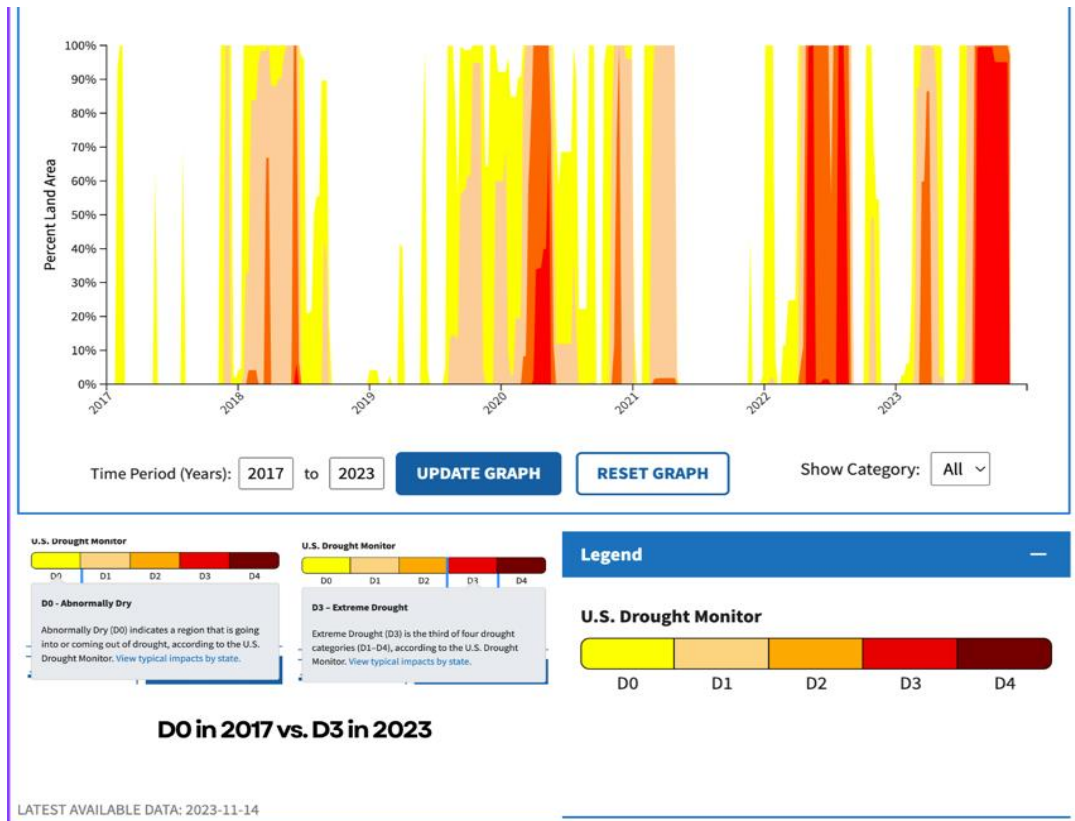 100%
90%
80%
70%
60%
50%
40%
30%
20%
10%
0%
Percent Land Area
2017 2018 2019 2020 2021 2022 2023
Time Period (Years): 2017 to 2023 UPDATE GRAPH RESET GRAPH Show Category: All
U.S. Drought Monitor
D0 D1 D2 D3 D4
D0 - Abnormally Dry
Abnormally Dry (D0) indicates a region that is going
into or coming out of drought, according to the U.S.
Drought Monitor. View typical impacts by state.
U.S. Drought Monitor
D0 D1 D2 D3 D4
D3 – Extreme Drought
Extreme Drought (D3) is the third of four drought
categories (D1–D4), according to the U.S. Drought
Monitor. View typical impacts by state.
Legend
U.S. Drought Monitor
D0 D1 D2 D3 D4
D0 in 2017 vs. D3 in 2023
LATEST AVAILABLE DATA: 2023-11-14